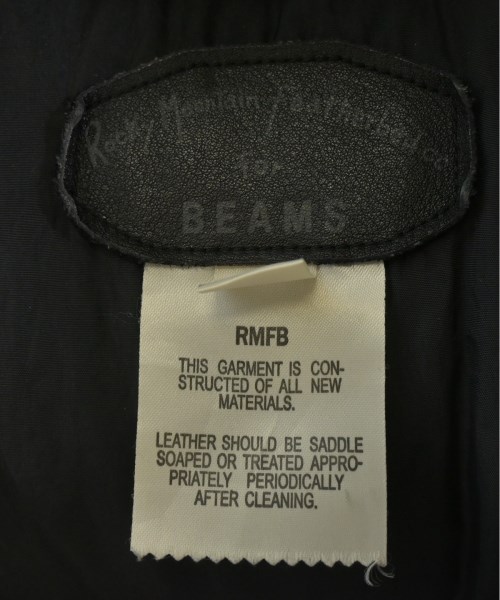 Rocky Mountain Featherbed co.
for
BEAMS
RMFB
THIS GARMENT IS CON-
STRUCTED OF ALL NEW
MATERIALS.
LEATHER SHOULD BE SADDLE
SOAPED OR TREATED APPRO-
PRIATELY PERIODICALLY
AFTER CLEANING.